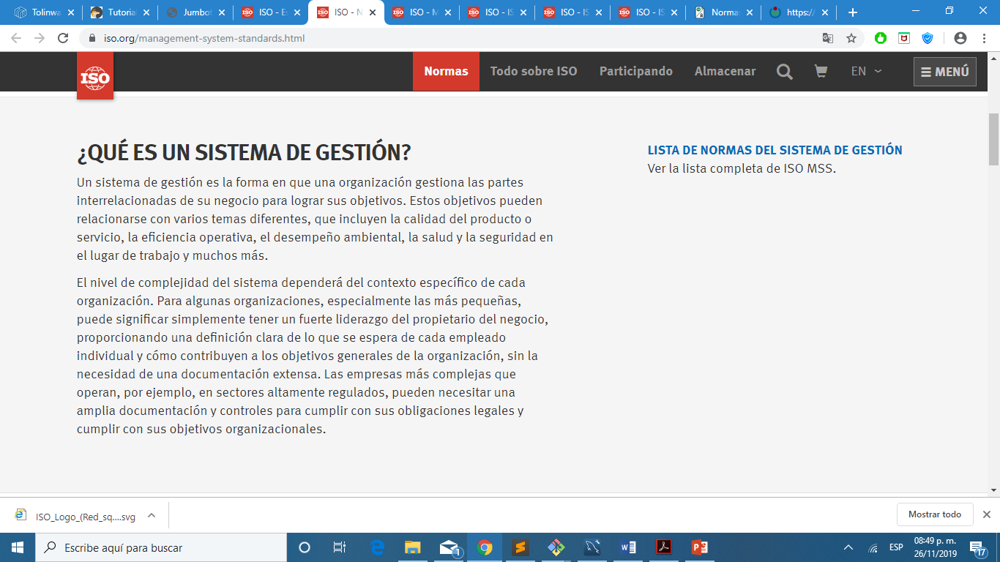 Tolinwa
Tutorial
Jumbot
ISO - E
ISO - N
ISO - M
ISO - IS
ISO - IS
ISO - IS
Normas
https://
iso.org/management-system-standards.html
ISO
Normas
Todo sobre ISO
Participando
Almacenar
EN
MENÚ
¿QUÉ ES UN SISTEMA DE GESTIÓN?
Un sistema de gestión es la forma en que una organización gestiona las partes
interrelacionadas de su negocio para lograr sus objetivos. Estos objetivos pueden
relacionarse con varios temas diferentes, que incluyen la calidad del producto o
servicio, la eficiencia operativa, el desempeño ambiental, la salud y la seguridad en
el lugar de trabajo y muchos más.
El nivel de complejidad del sistema dependerá del contexto específico de cada
organización. Para algunas organizaciones, especialmente las más pequeñas,
puede significar simplemente tener un fuerte liderazgo del propietario del negocio,
proporcionando una definición clara de lo que se espera de cada empleado
individual y cómo contribuyen a los objetivos generales de la organización, sin la
necesidad de una documentación extensa. Las empresas más complejas que
operan, por ejemplo, en sectores altamente regulados, pueden necesitar una
amplia documentación y controles para cumplir con sus obligaciones legales y
cumplir con sus objetivos organizacionales.
LISTA DE NORMAS DEL SISTEMA DE GESTIÓN
Ver la lista completa de ISO MSS.
ISO_Logo_(Red_sq....svg
Mostrar todo
Escribe aquí para buscar
1
ESP
08:49 p. m.
26/11/2019
17